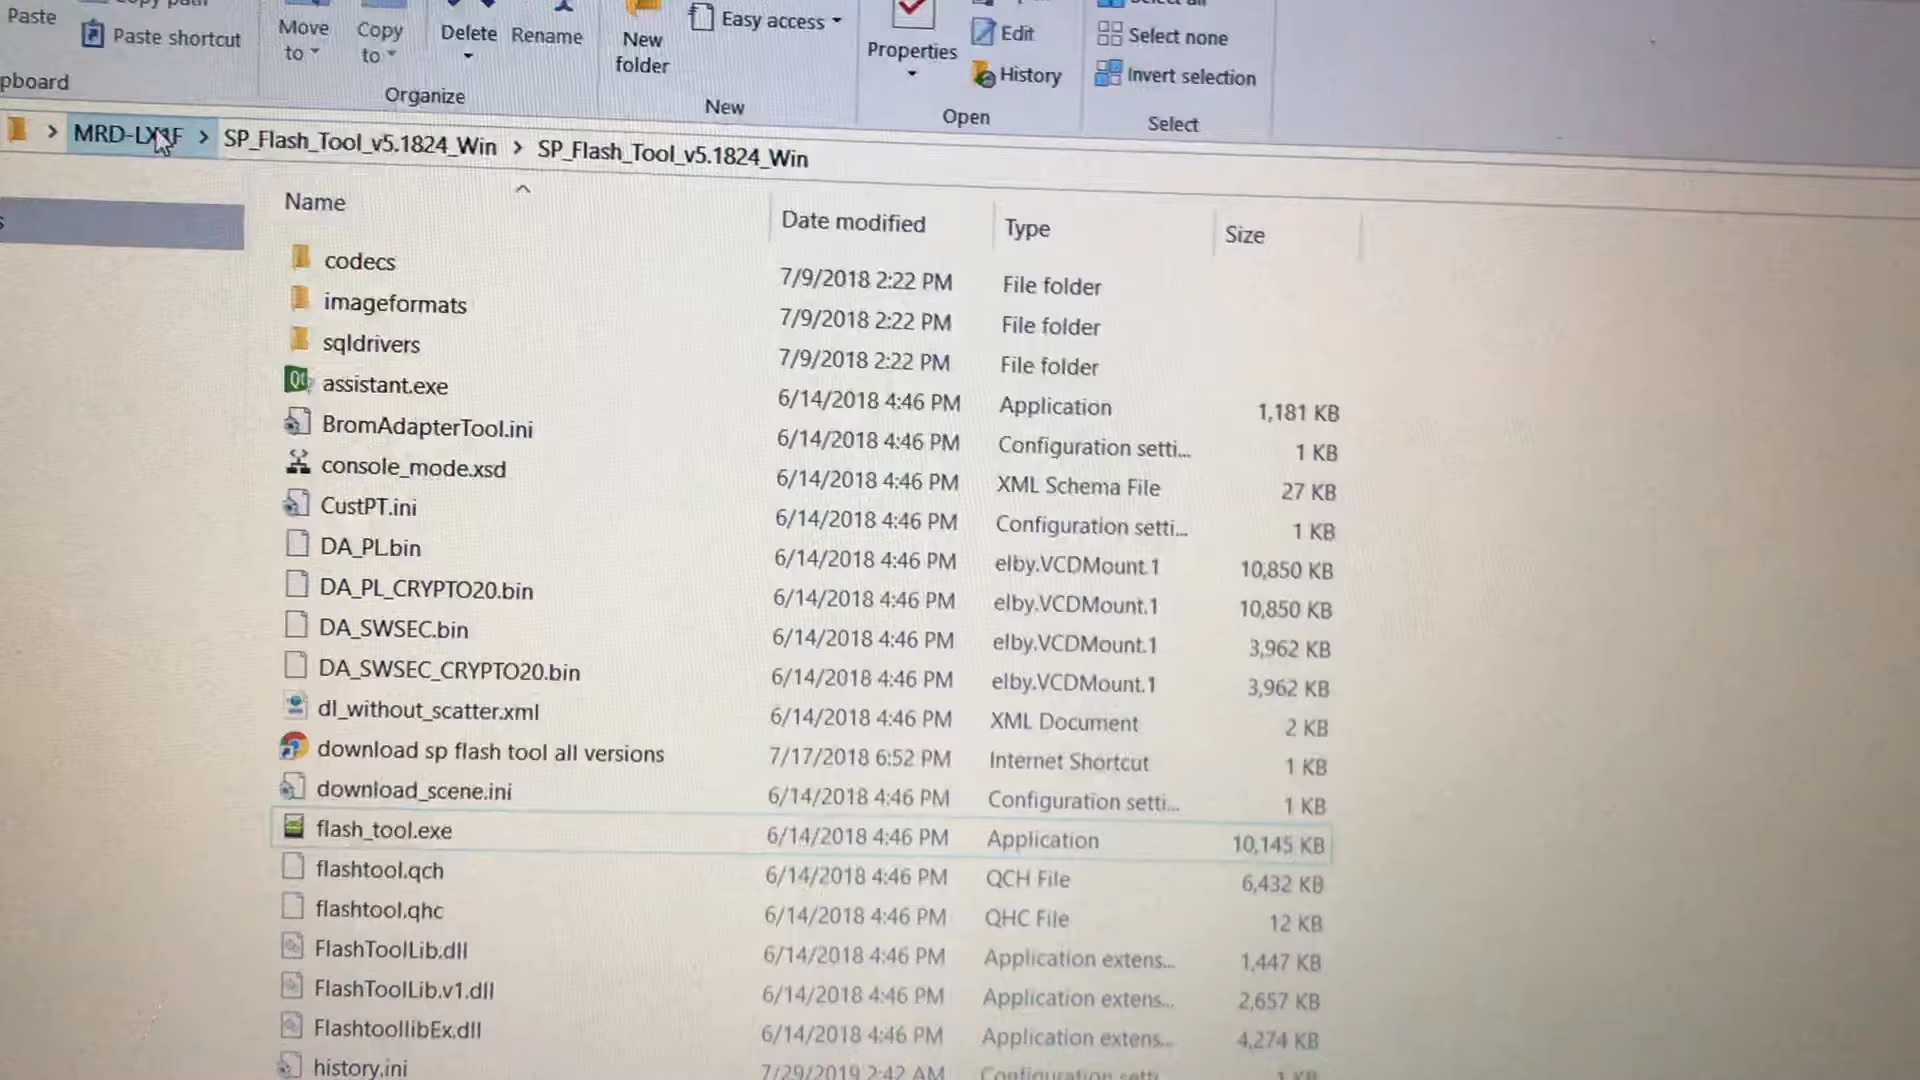 Paste
Paste shortcut
pboard
Move to
Copy to
Delete
Rename
Organize
New folder
Easy access
New
Properties
Edit
History
Open
Select none
Invert selection
Select
> MRD-LX1F > SP_Flash_Tool_v5.1824_Win > SP_Flash_Tool_v5.1824_Win
Name Date modified Type Size
codecs 7/9/2018 2:22 PM File folder
imageformats 7/9/2018 2:22 PM File folder
sqldrivers 7/9/2018 2:22 PM File folder
assistant.exe 6/14/2018 4:46 PM Application 1,181 KB
BromAdapterTool.ini 6/14/2018 4:46 PM Configuration setti... 1 KB
console_mode.xsd 6/14/2018 4:46 PM XML Schema File 27 KB
CustPT.ini 6/14/2018 4:46 PM Configuration setti... 1 KB
DA_PL.bin 6/14/2018 4:46 PM elby.VCDMount.1 10,850 KB
DA_PL_CRYPTO20.bin 6/14/2018 4:46 PM elby.VCDMount.1 10,850 KB
DA_SWSEC.bin 6/14/2018 4:46 PM elby.VCDMount.1 3,962 KB
DA_SWSEC_CRYPTO20.bin 6/14/2018 4:46 PM elby.VCDMount.1 3,962 KB
dl_without_scatter.xml 6/14/2018 4:46 PM XML Document 2 KB
download sp flash tool all versions 7/17/2018 6:52 PM Internet Shortcut 1 KB
download_scene.ini 6/14/2018 4:46 PM Configuration setti... 1 KB
flash_tool.exe 6/14/2018 4:46 PM Application 10,145 KB
flashtool.qch 6/14/2018 4:46 PM QCH File 6,432 KB
flashtool.qhc 6/14/2018 4:46 PM QHC File 12 KB
FlashToolLib.dll 6/14/2018 4:46 PM Application extens... 1,447 KB
FlashToolLib.v1.dll 6/14/2018 4:46 PM Application extens... 2,657 KB
FlashtoollibEx.dll 6/14/2018 4:46 PM Application extens... 4,274 KB
history.ini 7/29/2019 2:42 AM Configuration setti 1 KB